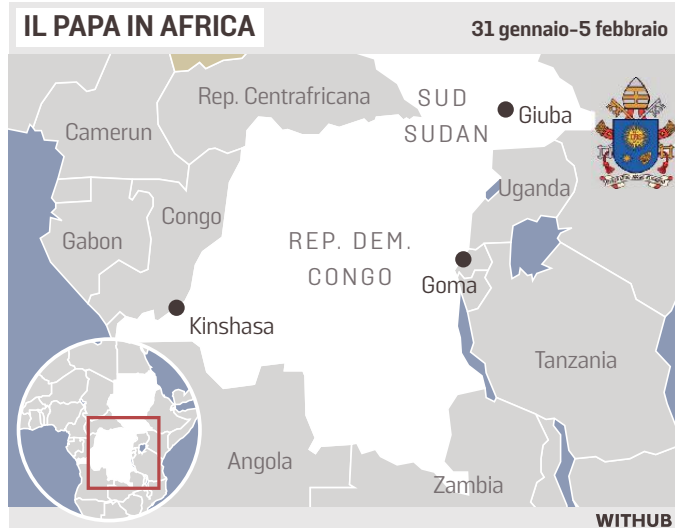 IL PAPA IN AFRICA
31 gennaio-5 febbraio
Rep. Centrafricana
SUD
SUDAN
Giuba
Camerun
Uganda
Congo
Gabon
REP. DEM.
CONGO
Goma
Kinshasa
Tanzania
Angola
Zambia
WITHUB